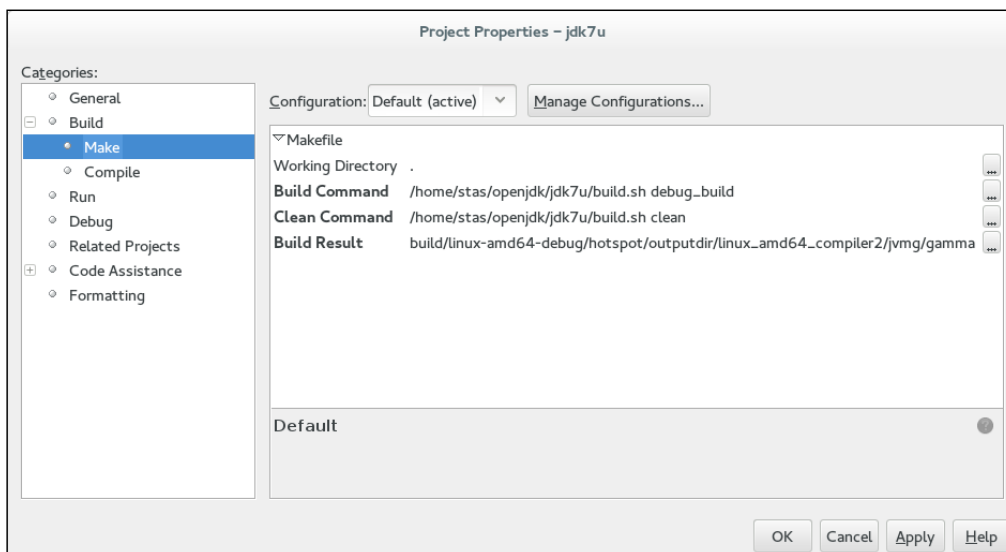 Project Properties – jdk7u
Categories:
General
Build
Make
Compile
Run
Debug
Related Projects
Code Assistance
Formatting
Configuration: Default (active) Manage Configurations...
Makefile
Working Directory . ...
Build Command /home/stas/openjdk/jdk7u/build.sh debug_build ...
Clean Command /home/stas/openjdk/jdk7u/build.sh clean ...
Build Result build/linux-amd64-debug/hotspot/outputdir/linux_amd64_compiler2/jvmg/gamma ...
Default ?
OK Cancel Apply Help